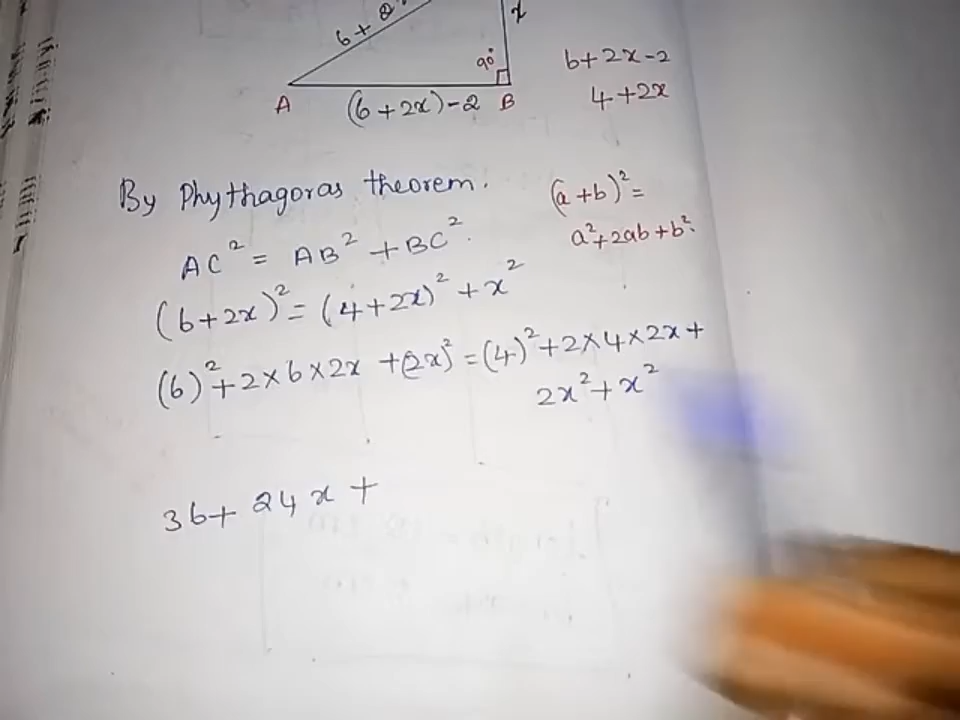 6+2
x
90°
A (6+2x)-2 B
6+2x-2
4+2x
By Phythagoras theorem.
(a+b)²=
a²+2ab+b².
AC² = AB² + BC².
(6+2x)² = (4+2x)² + x²
(6)²+2×6×2x +(2x)² = (4)²+2×4×2x+
2x²+x²
36+ 24x +